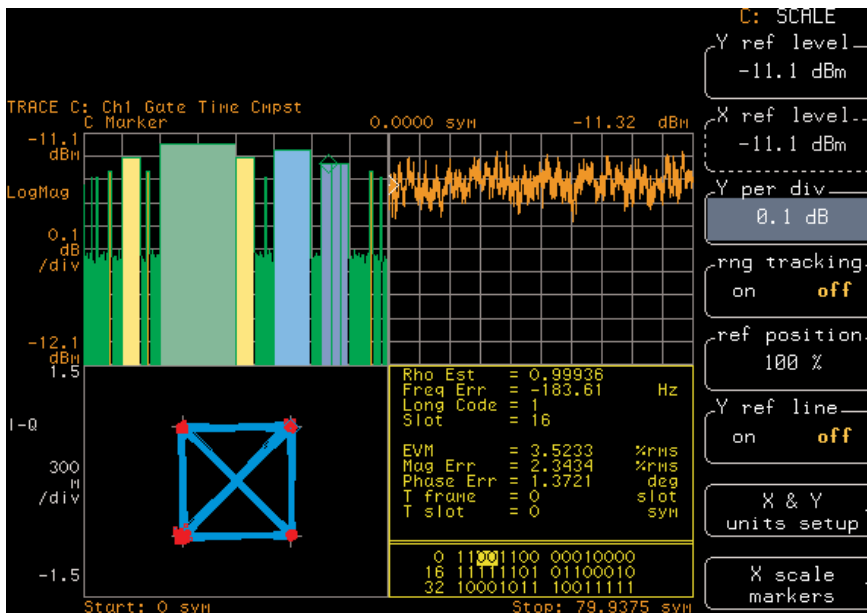 C: SCALE
Y ref level
-11.1 dBm
X ref level
-11.1 dBm
Y per div
0.1 dB
rng tracking
on off
ref position
100 %
Y ref line
on off
X & Y
units setup
X scale
markers
TRACE C: Ch1 Gate Time Cmpst
C Marker 0.0000 sym -11.32 dBm
-11.1
dBm
LogMag
0.1
dB
/div
-12.1
dBm
1.5
I-Q
300
m
/div
-1.5
Rho Est = 0.99936
Freq Err = -183.61 Hz
Long Code = 1
Slot = 16
EVM = 3.5233 %rms
Mag Err = 2.3434 %rms
Phase Err = 1.3721 deg
T frame = 0 slot
T slot = 0 sym
0 11001100 00010000
16 11111101 01100010
32 10001011 10011111
Start: 0 sym Stop: 79.9375 sym